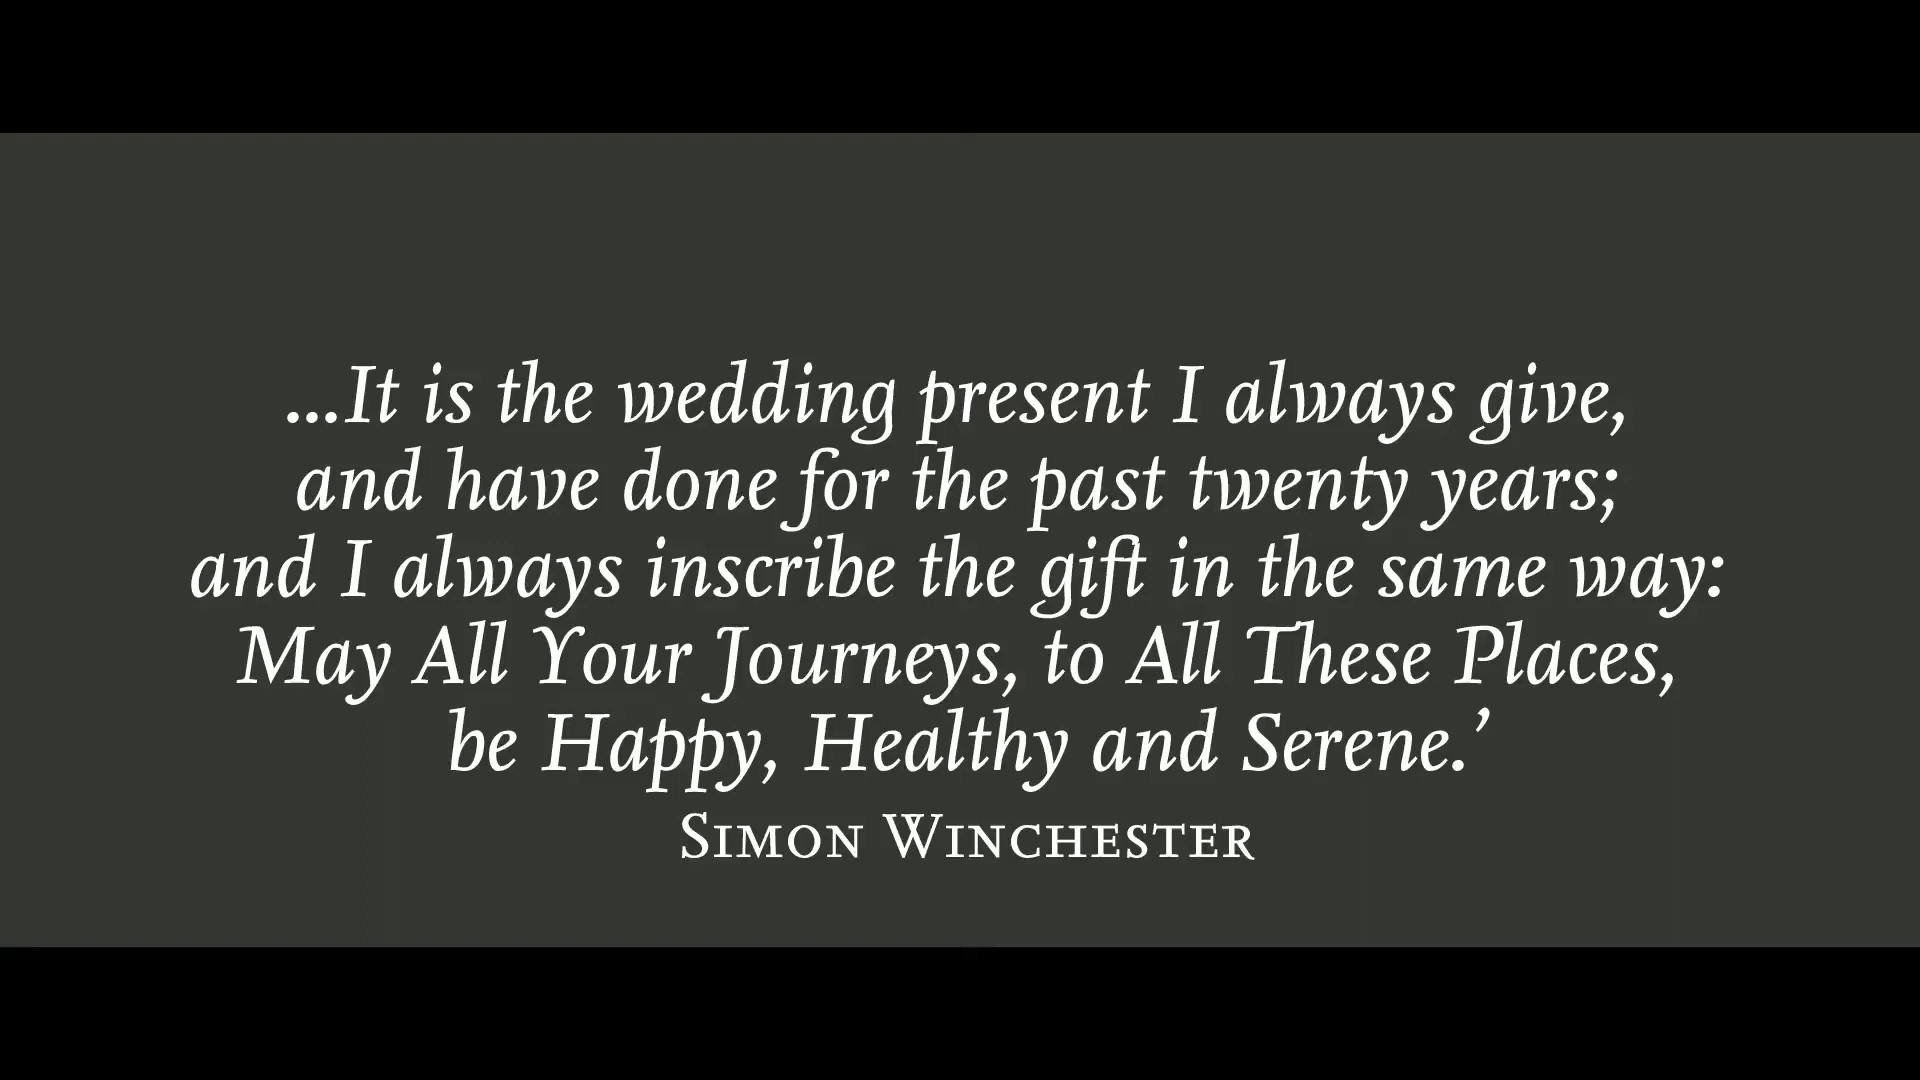 ...It is the wedding present I always give,
and have done for the past twenty years;
and I always inscribe the gift in the same way:
May All Your Journeys, to All These Places,
be Happy, Healthy and Serene.’
Simon Winchester